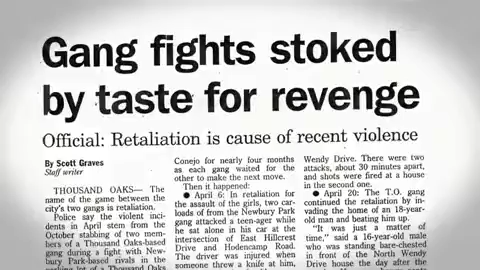 Gang fights stoked
by taste for revenge
Official: Retaliation is cause of recent violence
By Scott Graves
Staff writer
THOUSAND OAKS— The
name of the game between the
city's two gangs is retaliation.
Police say the violent inci-
dents in April stem from the
October stabbing of two mem-
bers of a Thousand Oaks-based
gang during a fight with New-
bury Park-based rivals in the
parking lot of a Thousand Oaks
Conejo for nearly four months
as each gang waited for the
other to make the next move.
Then it happened:
● April 6: In retaliation for
the assault of the girls, two car-
loads of from the Newbury Park
gang attacked a teen-ager while
he sat alone in his car at the
intersection of East Hillcrest
Drive and Hodencamp Road.
The driver was injured when
someone threw a knife at him,
Wendy Drive. There were two
attacks, about 30 minutes apart,
and shots were fired at a house
in the second one.
● April 20: The T.O. gang
continued the retaliation by in-
vading the home of an 18-year-
old man and beating him up.
"It was just a matter of
time," said a 16-year-old male
who was standing bare-chested
in front of the North Wendy
Drive house the day after the